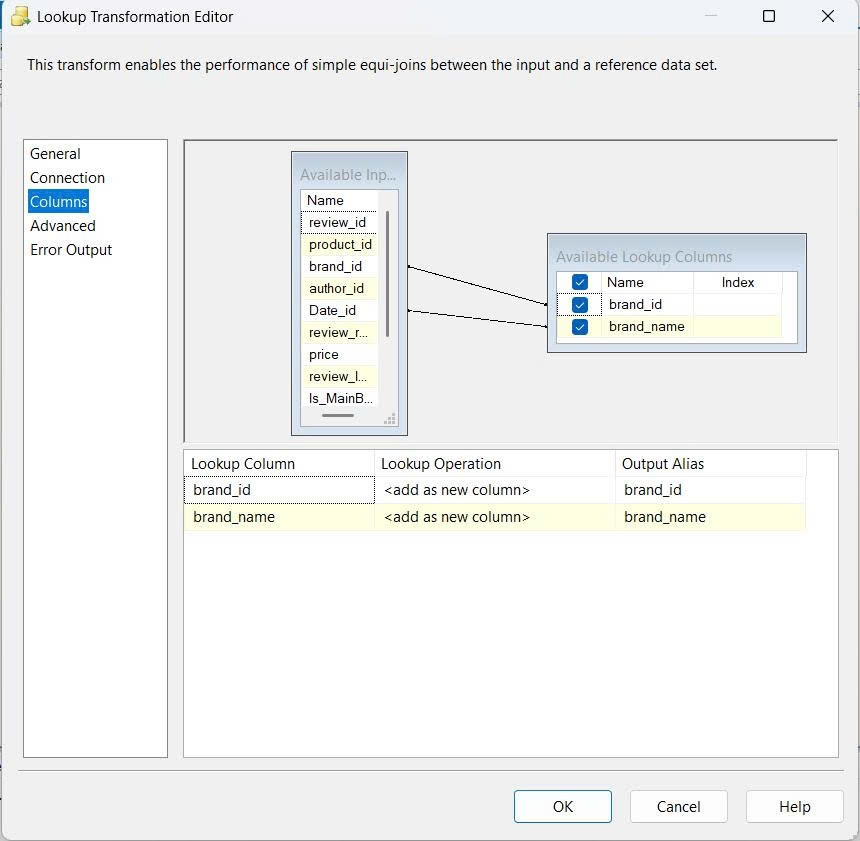 Lookup Transformation Editor
This transform enables the performance of simple equi-joins between the input and a reference data set.
General
Connection
Columns
Advanced
Error Output
Available Inp...
Name
review_id
product_id
brand_id
author_id
Date_id
review_r...
price
review_l...
Is_MainB...
Available Lookup Columns
Name Index
brand_id
brand_name
Lookup Column Lookup Operation Output Alias
brand_id <add as new column> brand_id
brand_name <add as new column> brand_name
OK Cancel Help